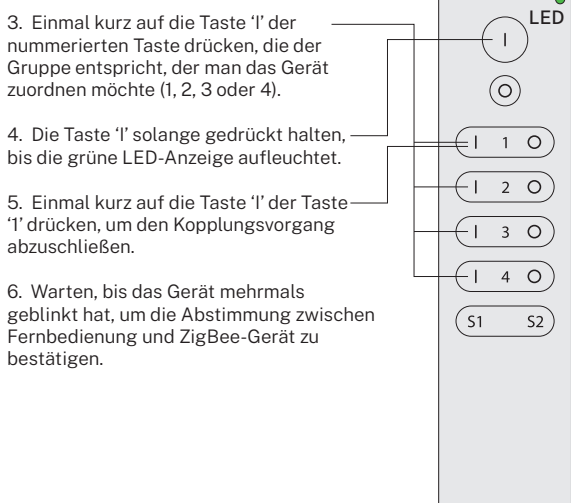 3. Einmal kurz auf die Taste ‘I’ der
nummerierten Taste drücken, die der
Gruppe entspricht, der man das Gerät
zuordnen möchte (1, 2, 3 oder 4).
4. Die Taste ‘I’ solange gedrückt halten,
bis die grüne LED-Anzeige aufleuchtet.
5. Einmal kurz auf die Taste ‘I’ der Taste
‘1’ drücken, um den Kopplungsvorgang
abzuschließen.
6. Warten, bis das Gerät mehrmals
geblinkt hat, um die Abstimmung zwischen
Fernbedienung und ZigBee-Gerät zu
bestätigen.
LED
I
O
I 1 O
I 2 O
I 3 O
I 4 O
S1 S2